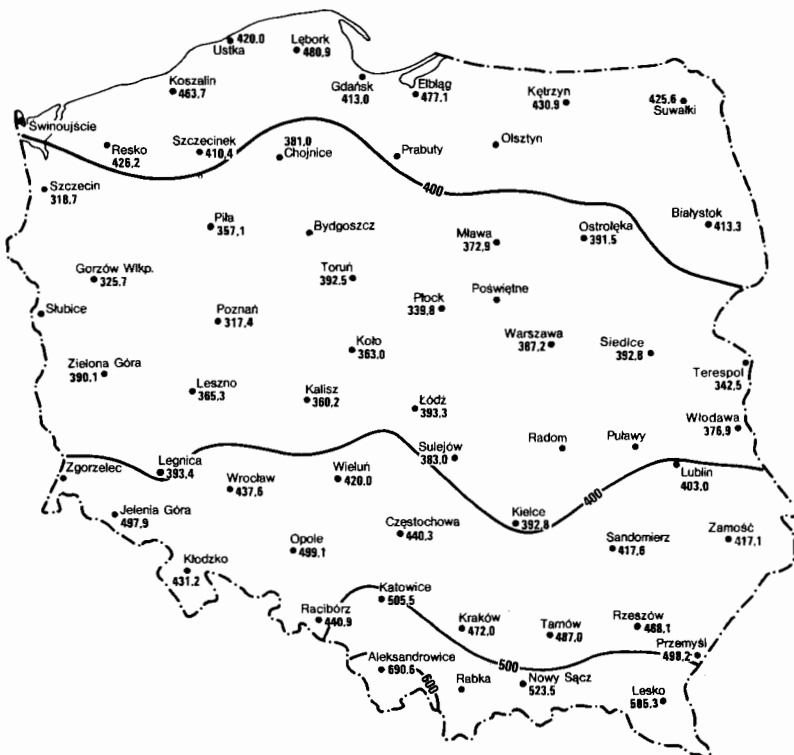 Ustka
420.0
Lębork
480,9
Koszalin
463,7
Gdańsk
413.0
Elbląg
477.1
Kętrzyn
430.9
425.6
Suwałki
Świnoujście
Resko
426,2
Szczecinek
410,4
381,0
Chojnice
Prabuty
Olsztyn
Szczecin
318,7
400
Piła
357,1
Bydgoszcz
Mława
372,9
Ostrołęka
391.5
Białystok
413.3
Gorzów Wlkp.
325.7
Toruń
392.5
Słubice
Poznań
317.4
Płock
339,8
Poświętne
Koło
363.0
Warszawa
387.2
Siedlce
392.8
Terespol
342,5
Zielona Góra
390,1
Leszno
365,3
Kalisz
360,2
Łódź
393,3
Włodawa
376,9
Zgorzelec
Legnica
393,4
Wrocław
437,6
Wieluń
420.0
Sulejów
383.0
Radom
Puławy
Lublin
403.0
400
Jelenia Góra
497,9
Kielce
392,8
Częstochowa
440,3
Opole
499.1
Sandomierz
417,6
Zamość
417,1
Kłodzko
431,2
Katowice
505,5
Racibórz
440,9
Kraków
472.0
Tarnów
487.0
Rzeszów
Przemyśl
498,2
500
Aleksandrowice
690,6
600
Rabka
Nowy Sącz
523.5
Lesko